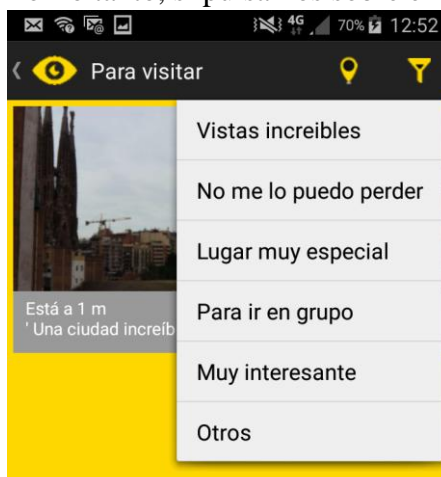 4G 70% 12:52
Para visitar
Vistas increibles
No me lo puedo perder
Lugar muy especial
Para ir en grupo
Muy interesante
Otros
Está a 1 m
' Una ciudad increíb